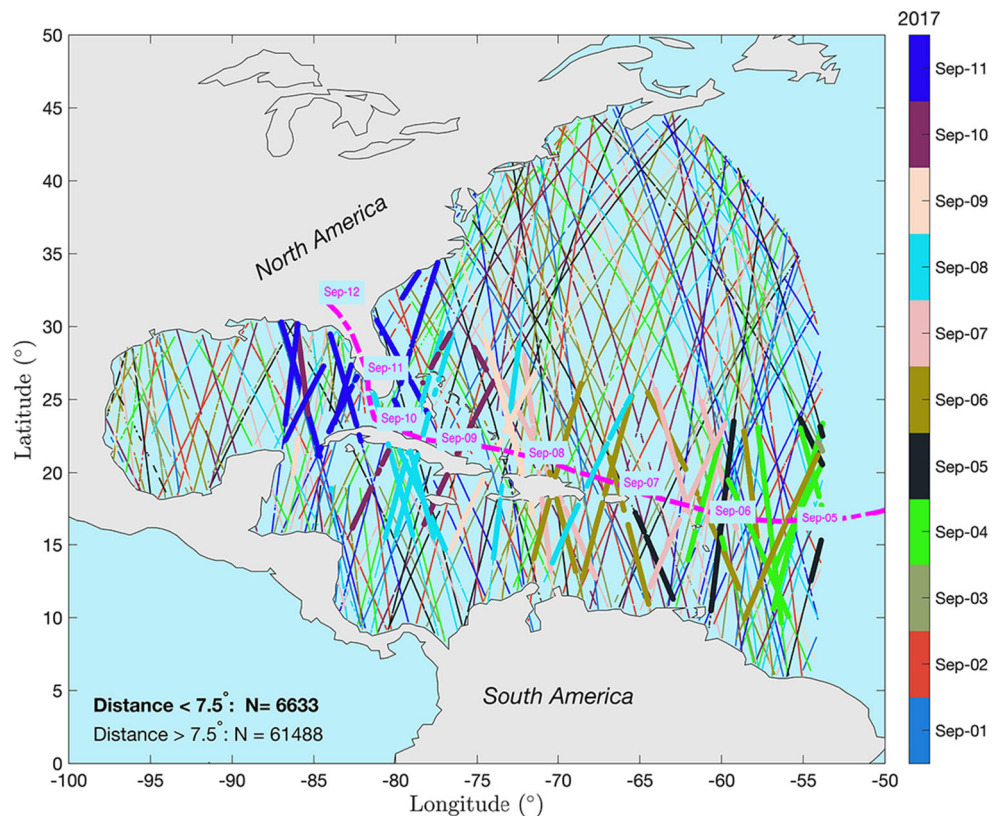 2017
50
45
40
35
30
25
20
15
10
5
0
Latitude (°)
North America
South America
Sep-12
Sep-11
Sep-10
Sep-09
Sep-08
Sep-07
Sep-06
Sep-05
Distance < 7.5°: N= 6633
Distance > 7.5°: N = 61488
-100 -95 -90 -85 -80 -75 -70 -65 -60 -55 -50
Longitude (°)
Sep-11
Sep-10
Sep-09
Sep-08
Sep-07
Sep-06
Sep-05
Sep-04
Sep-03
Sep-02
Sep-01